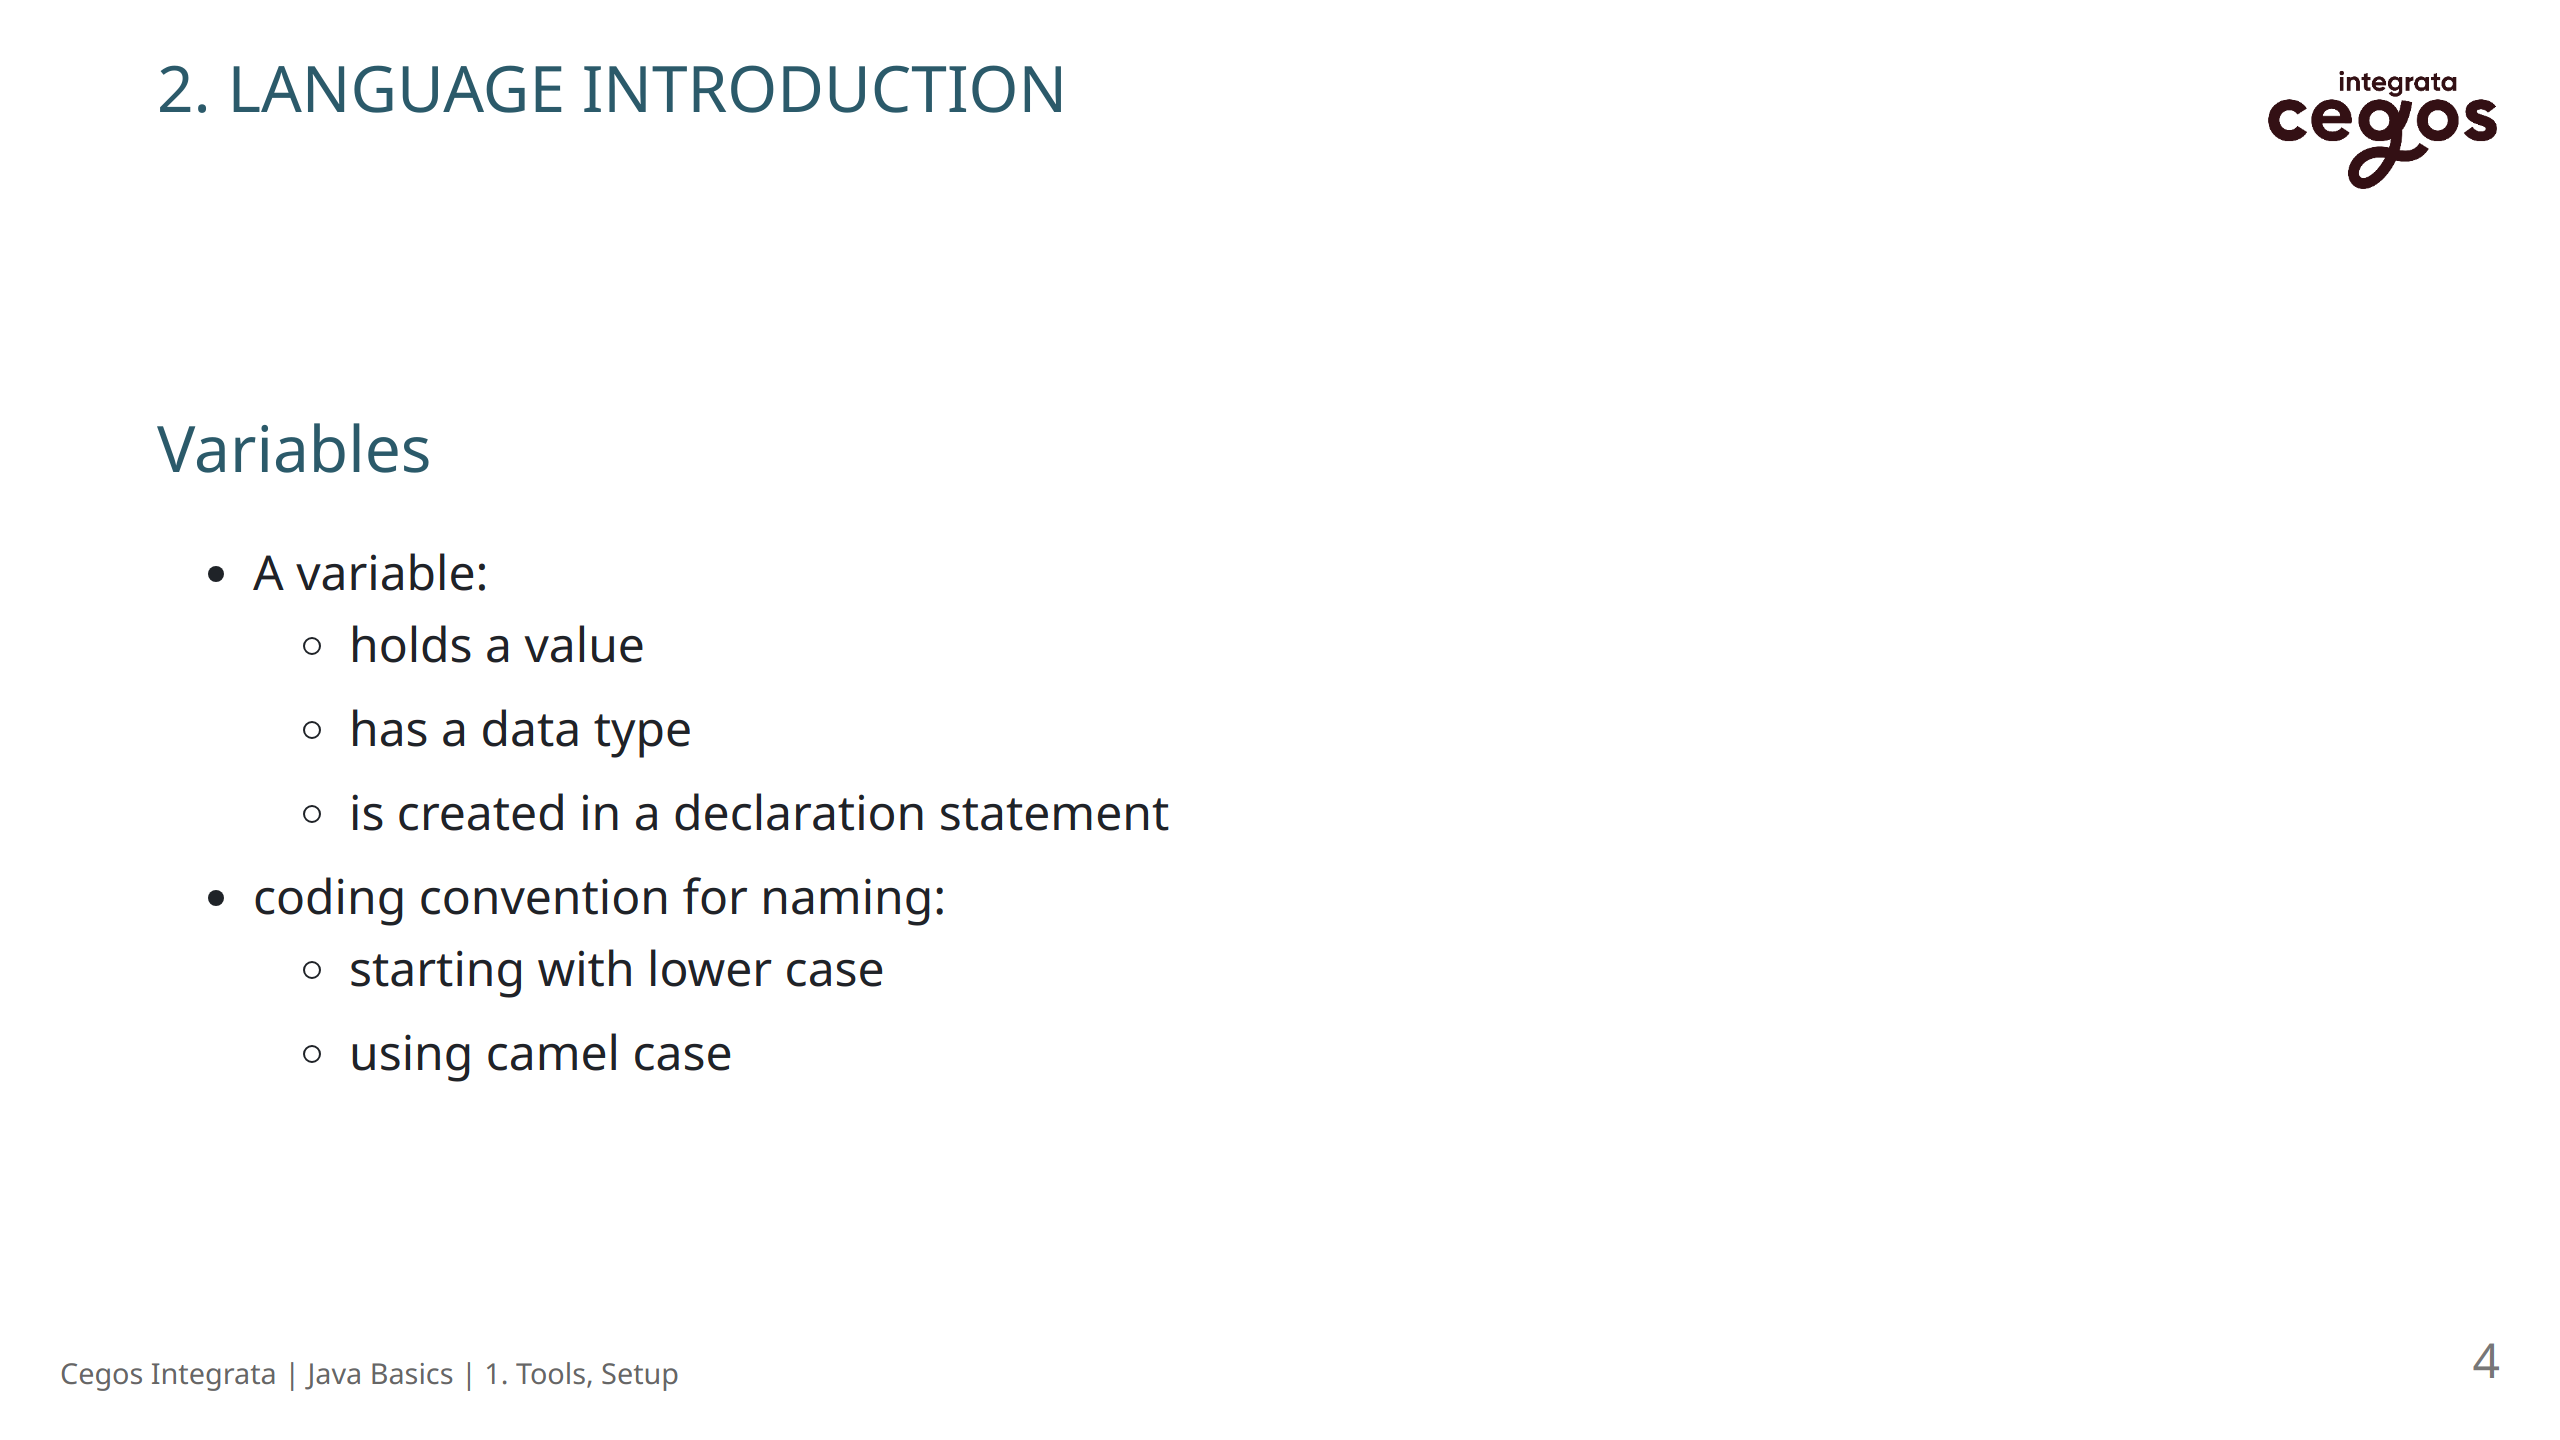 2. LANGUAGE INTRODUCTION
integrata
cegos
Variables
A variable:
holds a value
has a data type
is created in a declaration statement
coding convention for naming:
starting with lower case
using camel case
Cegos Integrata | Java Basics | 1. Tools, Setup
4